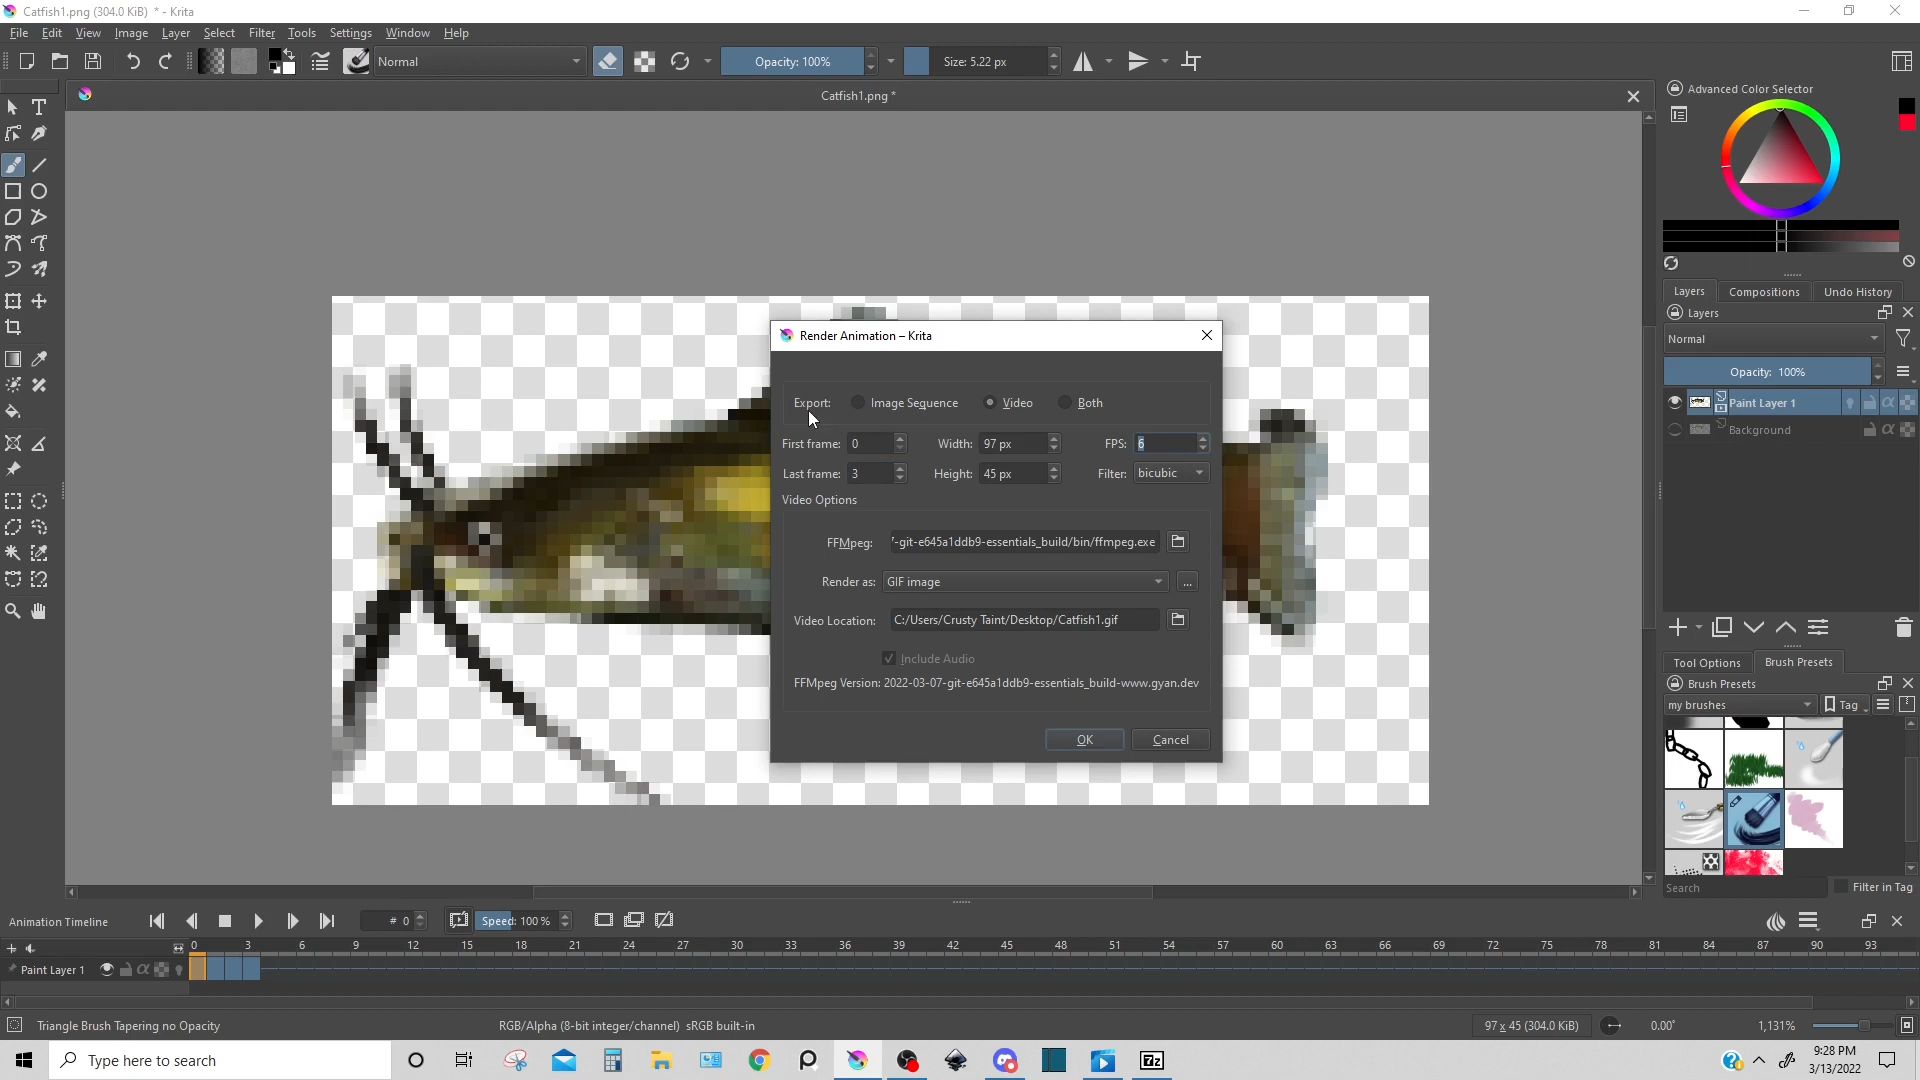 Catfish1.png (304.0 KiB) * - Krita
File Edit View Image Layer Select Filter Tools Settings Window Help
Normal Opacity: 100% Size: 5.22 px
Catfish1.png *
Advanced Color Selector
Layers Compositions Undo History
Layers
Normal
Opacity: 100%
Paint Layer 1
Background
Render Animation – Krita
Export: Image Sequence Video Both
First frame: 0 Width: 97 px FPS: 6
Last frame: 3 Height: 45 px Filter: bicubic
Video Options
FFMpeg: -git-e645a1ddb9-essentials_build/bin/ffmpeg.exe
Render as: GIF image ...
Video Location: C:/Users/Crusty Taint/Desktop/Catfish1.gif
Include Audio
FFMpeg Version: 2022-03-07-git-e645a1ddb9-essentials_build-www.gyan.dev
OK Cancel
Tool Options Brush Presets
Brush Presets
my brushes Tag
Search Filter in Tag
Animation Timeline # 0 Speed: 100 %
0 3 6 9 12 15 18 21 24 27 30 33 36 39 42 45 48 51 54 57 60 63 66 69 72 75 78 81 84 87 90 93
Paint Layer 1
Triangle Brush Tapering no Opacity RGB/Alpha (8-bit integer/channel) sRGB built-in 97 x 45 (304.0 KiB) 0.00° 1,131%
Type here to search 7z 9:28 PM
3/13/2022